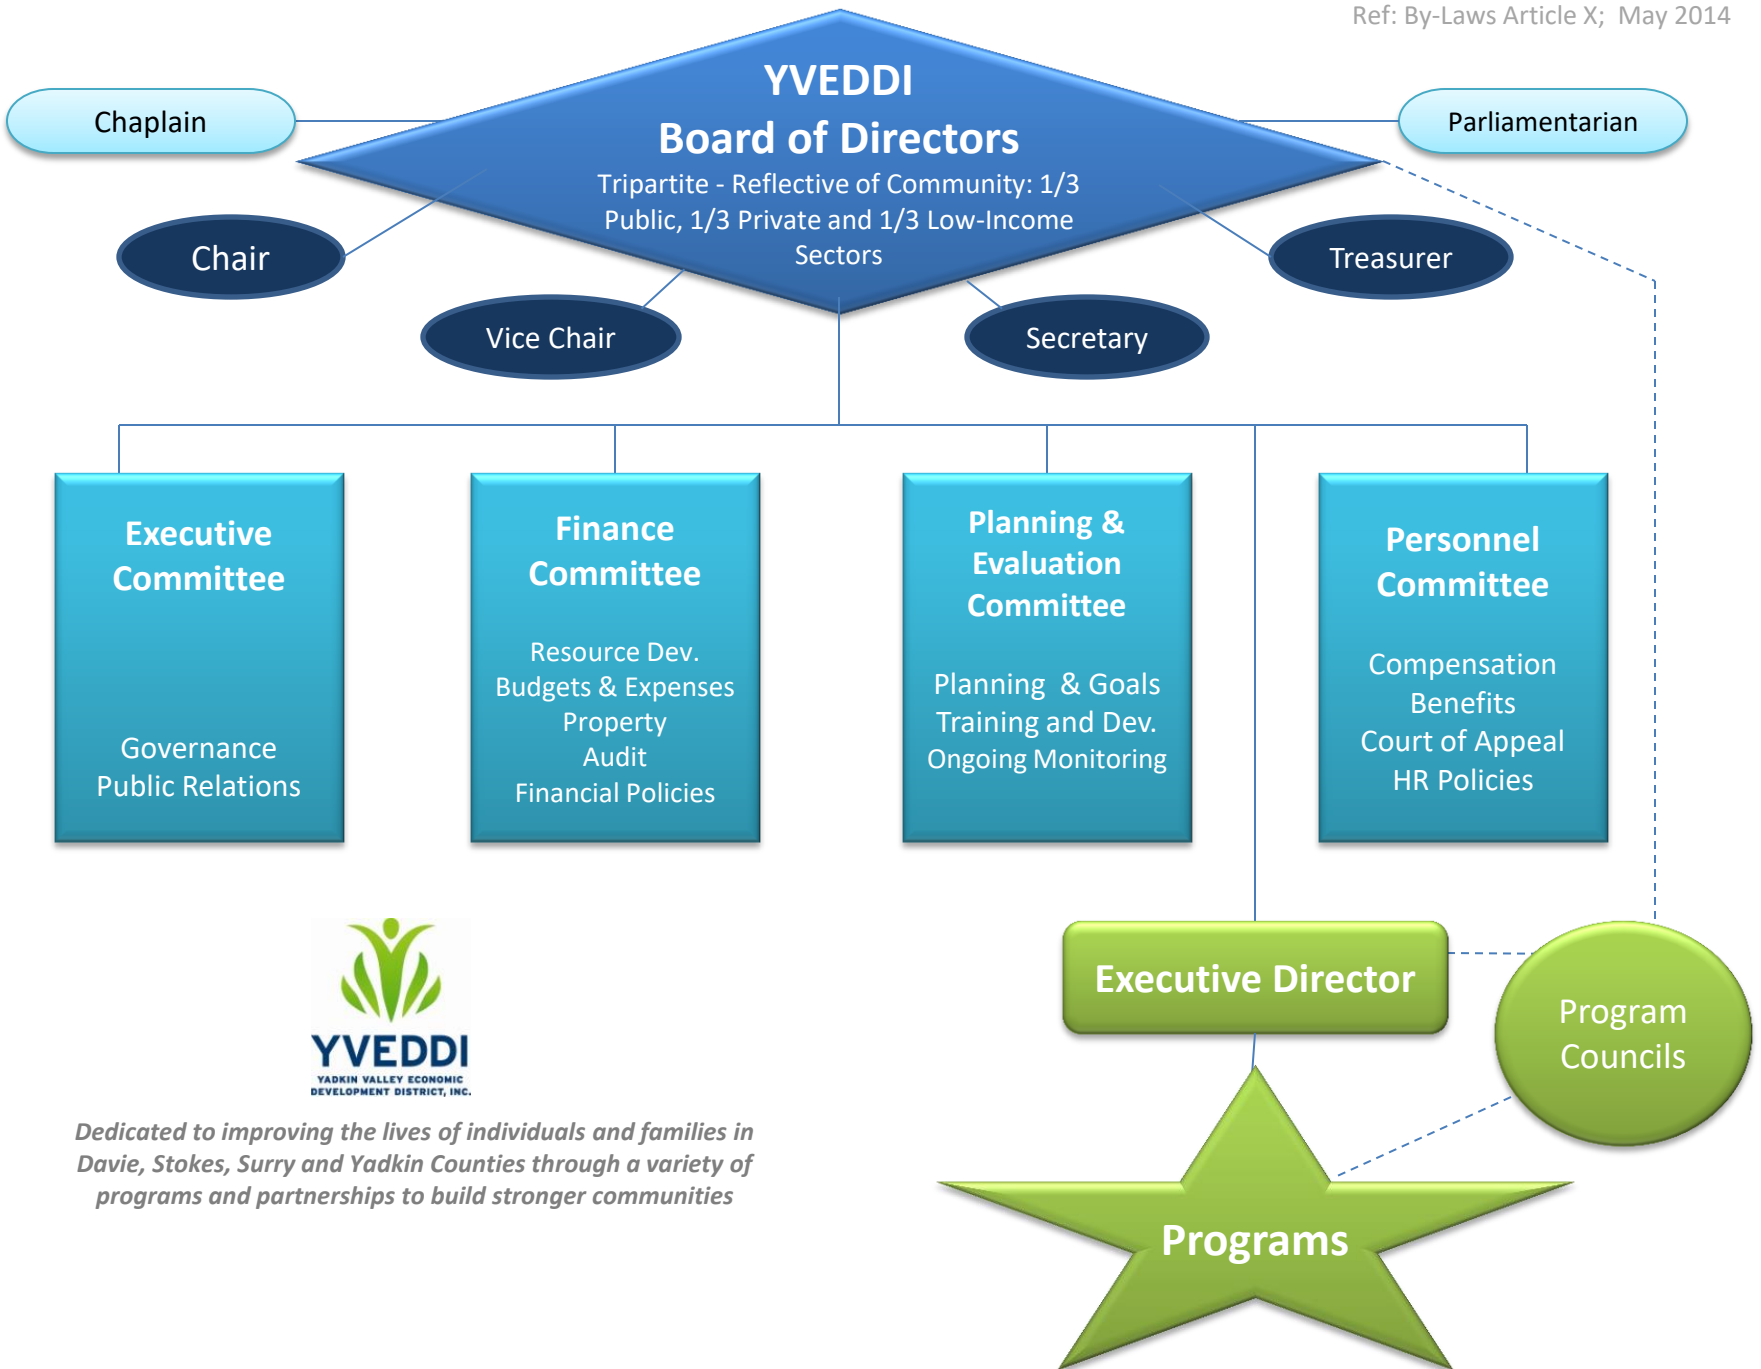 Ref: By-Laws Article X;  May 2014
YVEDDI
Board of Directors
Tripartite - Reflective of Community: 1/3
Public, 1/3 Private and 1/3 Low-Income
Sectors
Chaplain
Parliamentarian
Chair
Vice Chair
Secretary
Treasurer
Executive
Committee
Governance
Public Relations
Finance
Committee
Resource Dev.
Budgets & Expenses
Property
Audit
Financial Policies
Planning &
Evaluation
Committee
Planning  & Goals
Training and Dev.
Ongoing Monitoring
Personnel
Committee
Compensation
Benefits
Court of Appeal
HR Policies
Executive Director
Program
Councils
Programs
YVEDDI
YADKIN VALLEY ECONOMIC
DEVELOPMENT DISTRICT, INC.
Dedicated to improving the lives of individuals and families in
Davie, Stokes, Surry and Yadkin Counties through a variety of
programs and partnerships to build stronger communities